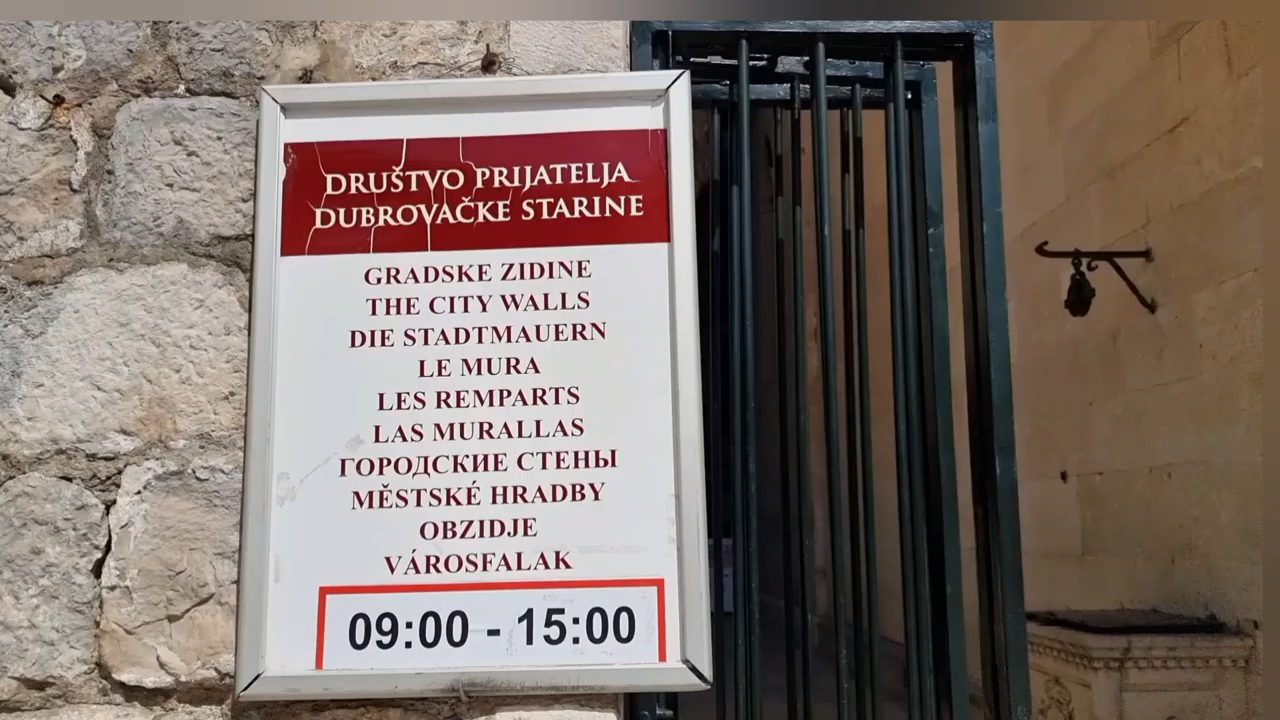 DRUŠTVO PRIJATELJA
DUBROVAČKE STARINE
GRADSKE ZIDINE
THE CITY WALLS
DIE STADTMAUERN
LE MURA
LES REMPARTS
LAS MURALLAS
ГОРОДСКИЕ СТЕНЫ
MĚSTSKÉ HRADBY
OBZIDJE
VÁROSFALAK
09:00 - 15:00